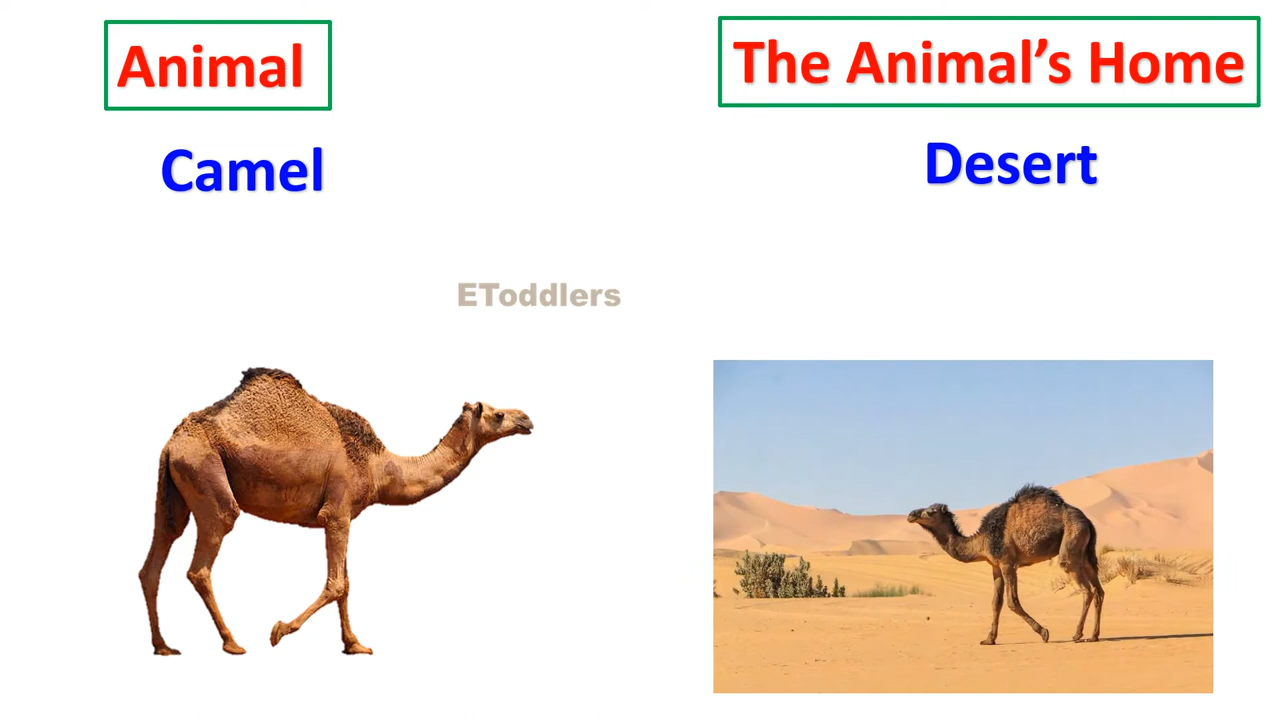 Animal
The Animal’s Home
Camel
Desert
EToddlers